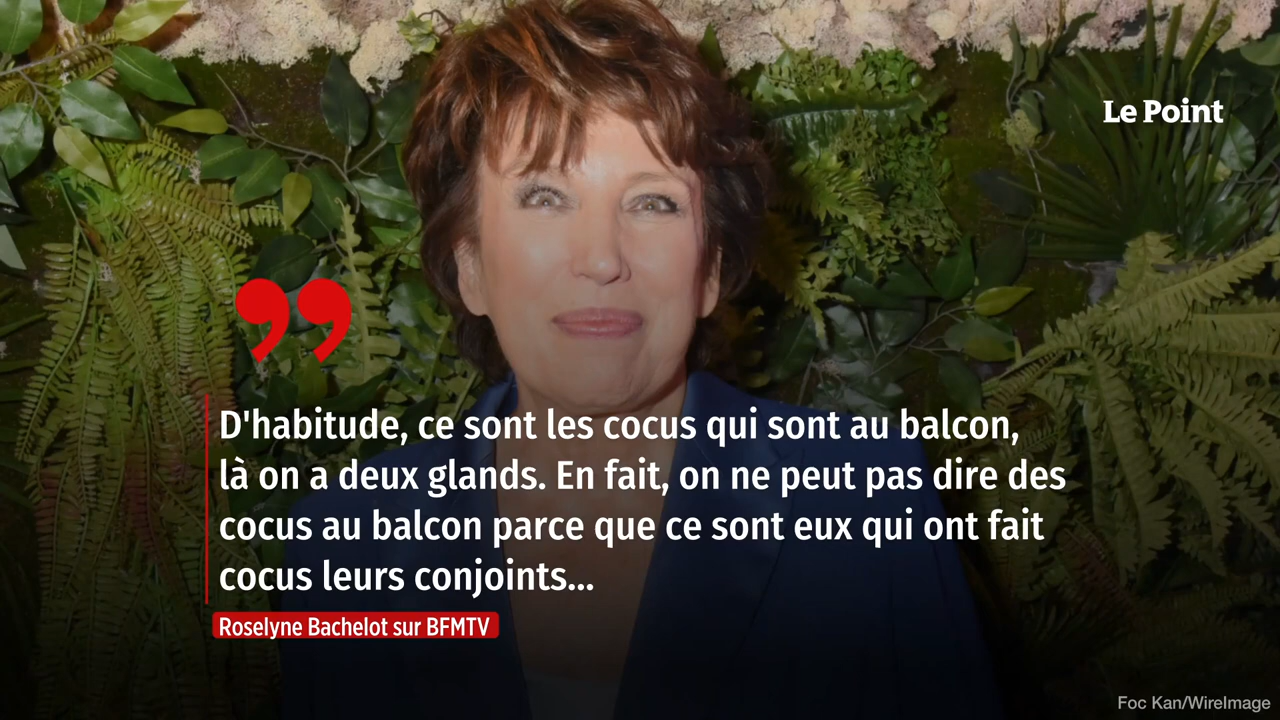 Le Point
D'habitude, ce sont les cocus qui sont au balcon,
là on a deux glands. En fait, on ne peut pas dire des
cocus au balcon parce que ce sont eux qui ont fait
cocus leurs conjoints...
Roselyne Bachelot sur BFMTV
Foc Kan/WireImage